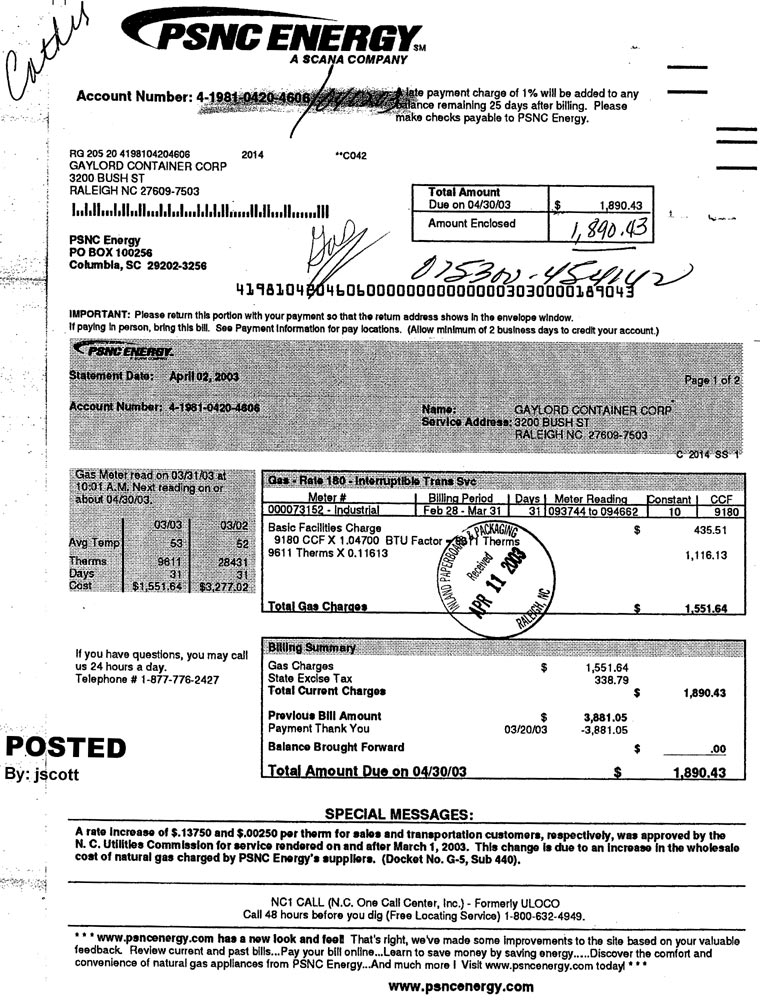 Cathy
PSNC ENERGY SM
A SCANA COMPANY
Account Number: 4-1981-0420-4606
A late payment charge of 1% will be added to any
balance remaining 25 days after billing. Please
make checks payable to PSNC Energy.
RG 205 20 4198104204606 2014 **C042
GAYLORD CONTAINER CORP
3200 BUSH ST
RALEIGH NC 27609-7503
Total Amount
Due on 04/30/03 $ 1,890.43
Amount Enclosed 1,890.43
PSNC Energy
PO BOX 100256
Columbia, SC 29202-3256
Gas
075300-454142
IMPORTANT: Please return this portion with your payment so that the return address shows in the envelope window.
If paying in person, bring this bill. See Payment Information for pay locations. (Allow minimum of 2 business days to credit your account.)
PSNC ENERGY.
A SCANA COMPANY
Statement Date: April 02, 2003 Page 1 of 2
Account Number: 4-1981-0420-4606
Name: GAYLORD CONTAINER CORP
Service Address: 3200 BUSH ST
RALEIGH NC 27609-7503
C 2014 SS 1
Gas Meter read on 03/31/03 at
10:01 A.M. Next reading on or
about 04/30/03.
03/03 03/02
Avg Temp 53 52
Therms 9611 28431
Days 31 31
Cost $1,551.64 $3,277.02
Gas - Rate 180 - Interruptible Trans Svc
Meter # Billing Period Days Meter Reading Constant CCF
000073152 - Industrial Feb 28 - Mar 31 31 093744 to 094662 10 9180
Basic Facilities Charge $ 435.51
9180 CCF X 1.04700 BTU Factor = 9611 Therms
9611 Therms X 0.11613 1,116.13
Total Gas Charges $ 1,551.64
INLAND PAPERBOARD & PACKAGING
Received
APR 11 2003
RALEIGH, NC
If you have questions, you may call
us 24 hours a day.
Telephone # 1-877-776-2427
Billing Summary
Gas Charges $ 1,551.64
State Excise Tax 338.79
Total Current Charges $ 1,890.43
Previous Bill Amount $ 3,881.05
Payment Thank You 03/20/03 -3,881.05
Balance Brought Forward $ .00
Total Amount Due on 04/30/03 $ 1,890.43
POSTED
By: jscott
SPECIAL MESSAGES:
A rate increase of $.13750 and $.00250 per therm for sales and transportation customers, respectively, was approved by the
N. C. Utilities Commission for service rendered on and after March 1, 2003. This change is due to an increase in the wholesale
cost of natural gas charged by PSNC Energy's suppliers. (Docket No. G-5, Sub 440).
NC1 CALL (N.C. One Call Center, Inc.) - Formerly ULOCO
Call 48 hours before you dig (Free Locating Service) 1-800-632-4949.
* * * www.psncenergy.com has a new look and feel! That's right, we've made some improvements to the site based on your valuable
feedback. Review current and past bills...Pay your bill online...Learn to save money by saving energy.....Discover the comfort and
convenience of natural gas appliances from PSNC Energy...And much more ! Visit www.psncenergy.com today! * * *
www.psncenergy.com